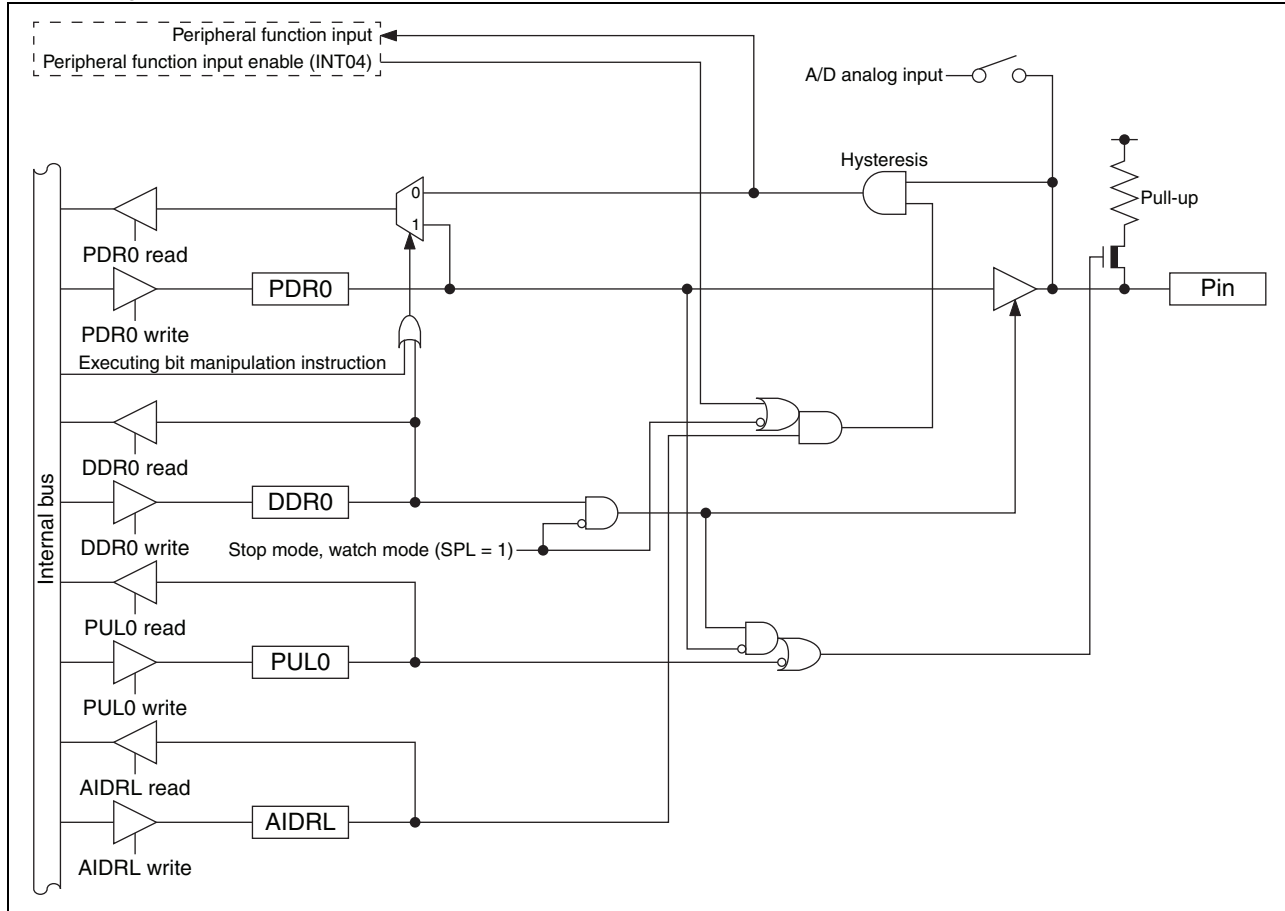 Peripheral function input
Peripheral function input enable (INT04)
A/D analog input
Hysteresis
Pull-up
0
1
PDR0 read
PDR0
Pin
PDR0 write
Executing bit manipulation instruction
DDR0 read
DDR0
DDR0 write
Stop mode, watch mode (SPL = 1)
Internal bus
PUL0 read
PUL0
PUL0 write
AIDRL read
AIDRL
AIDRL write